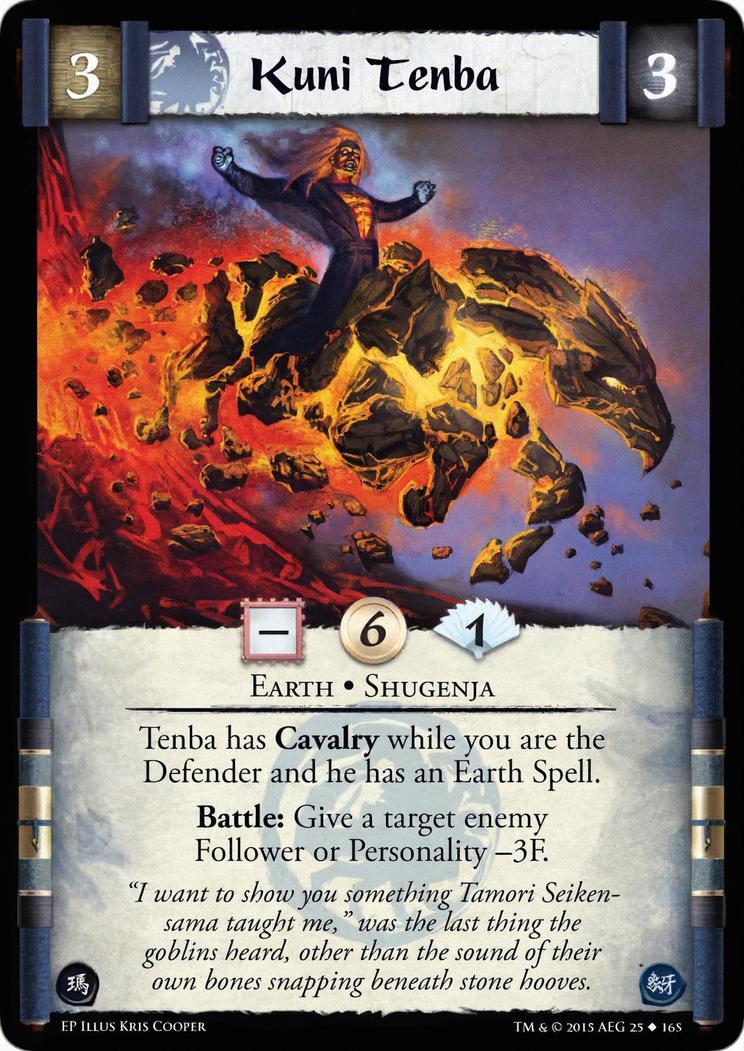 3
Kuni Tenba
3
–
6
1
Earth • Shugenja
Tenba has Cavalry while you are the
Defender and he has an Earth Spell.
Battle: Give a target enemy
Follower or Personality –3F.
“I want to show you something Tamori Seiken-
sama taught me,” was the last thing the
goblins heard, other than the sound of their
own bones snapping beneath stone hooves.
EP Illus Kris Cooper
TM & © 2015 AEG 25 ◆ 16S